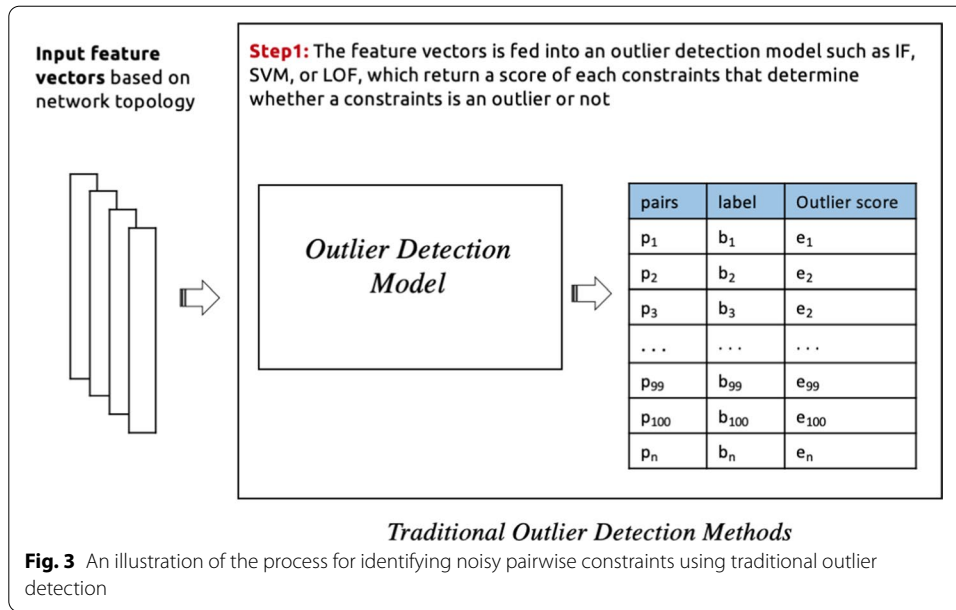 Input feature
vectors based on
network topology
Step1: The feature vectors is fed into an outlier detection model such as IF,
SVM, or LOF, which return a score of each constraints that determine
whether a constraints is an outlier or not
Outlier Detection
Model
pairs label Outlier score
p1 b1 e1
p2 b2 e2
p3 b3 e2
... ... ...
p99 b99 e99
p100 b100 e100
pn bn en
Traditional Outlier Detection Methods
Fig. 3 An illustration of the process for identifying noisy pairwise constraints using traditional outlier
detection